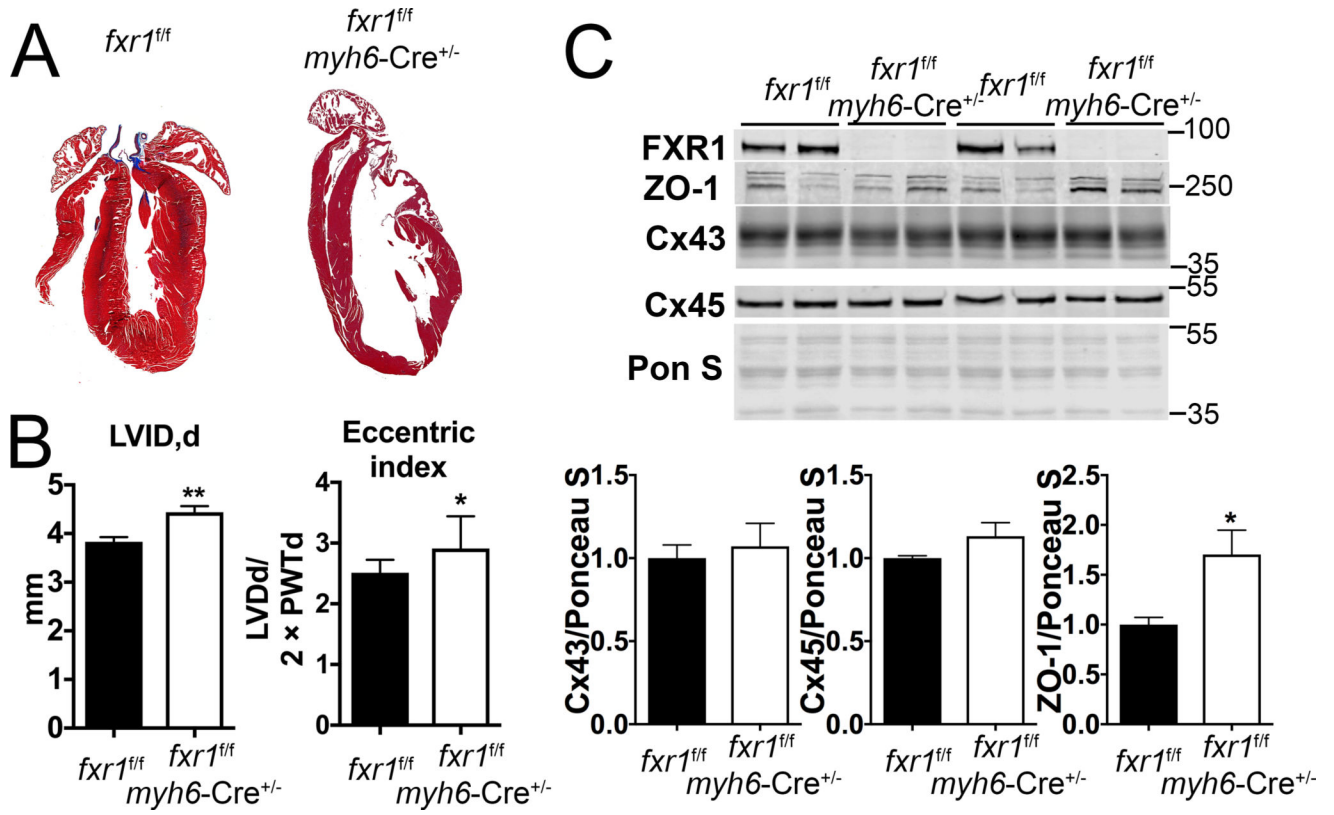 A
fxr1f/f
fxr1f/f
myh6-Cre+/-
C
fxr1f/f
fxr1f/f
myh6-Cre+/-
fxr1f/f
fxr1f/f
myh6-Cre+/-
FXR1
100
ZO-1
250
Cx43
35
Cx45
55
Pon S
55
35
B
LVID,d
mm
5
4
3
2
1
0
**
fxr1f/f
fxr1f/f
myh6-Cre+/-
Eccentric
index
LVDd/
2 × PWTd
4
3
2
1
0
*
fxr1f/f
fxr1f/f
myh6-Cre+/-
Cx43/Ponceau S
1.5
1.0
0.5
0.0
fxr1f/f
fxr1f/f
myh6-Cre+/-
Cx45/Ponceau S
1.5
1.0
0.5
0.0
fxr1f/f
fxr1f/f
myh6-Cre+/-
ZO-1/Ponceau S
2.5
2.0
1.5
1.0
0.5
0.0
*
fxr1f/f
fxr1f/f
myh6-Cre+/-